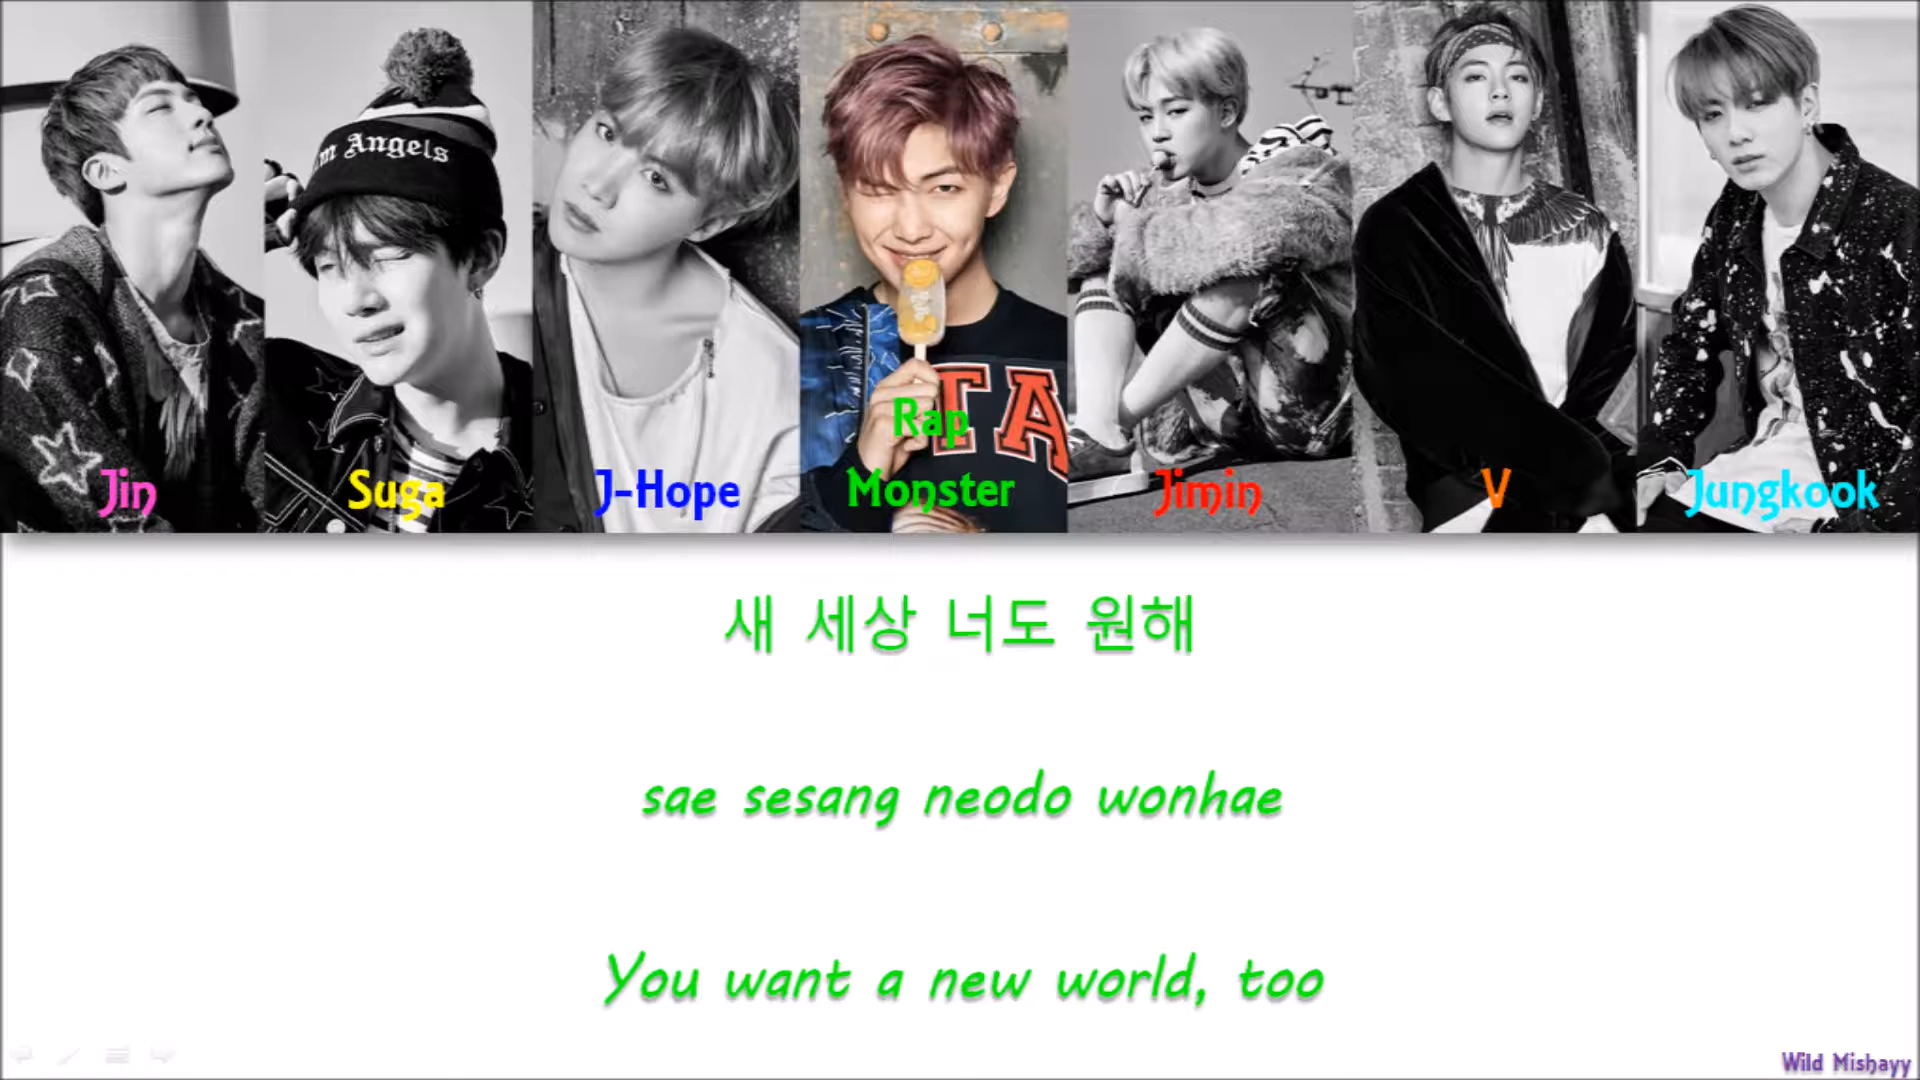 m Angels
TA
Jin
Suga
J-Hope
Rap
Monster
Jimin
V
Jungkook
새 세상 너도 원해
sae sesang neodo wonhae
You want a new world, too
Wild Mishayy